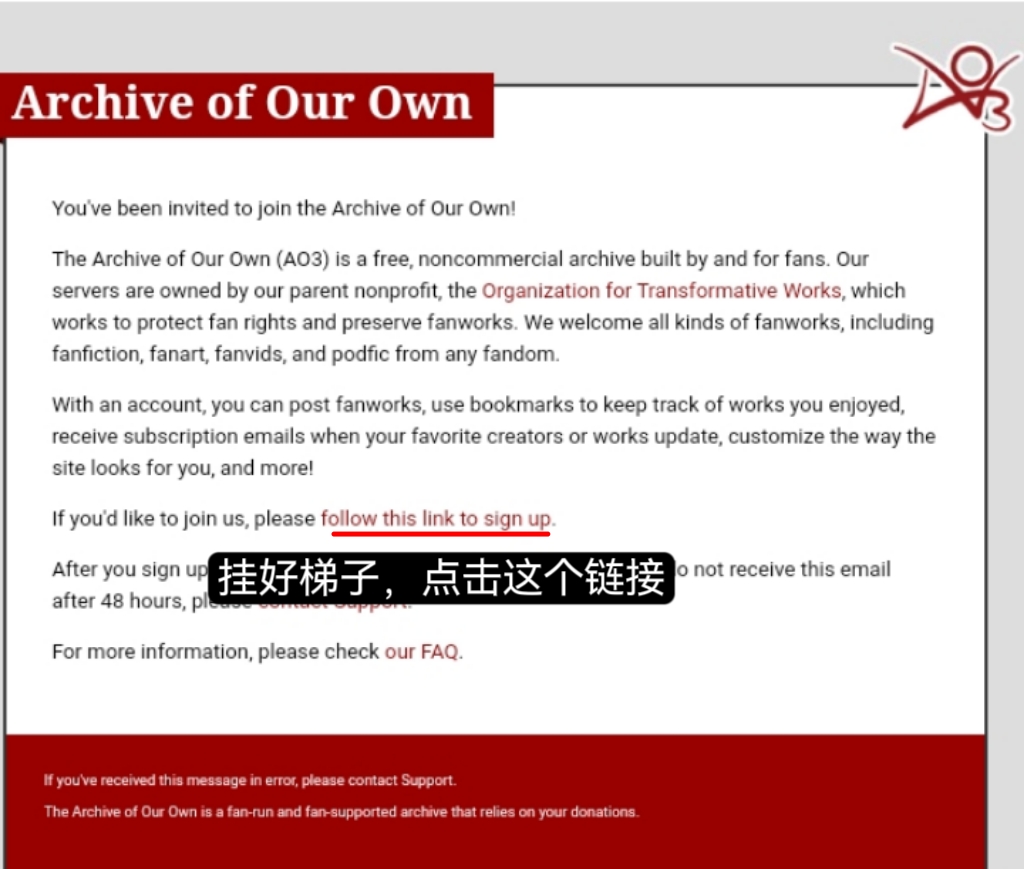 Archive of Our Own
You've been invited to join the Archive of Our Own!
The Archive of Our Own (AO3) is a free, noncommercial archive built by and for fans. Our
servers are owned by our parent nonprofit, the Organization for Transformative Works, which
works to protect fan rights and preserve fanworks. We welcome all kinds of fanworks, including
fanfiction, fanart, fanvids, and podfic from any fandom.
With an account, you can post fanworks, use bookmarks to keep track of works you enjoyed,
receive subscription emails when your favorite creators or works update, customize the way the
site looks for you, and more!
If you'd like to join us, please follow this link to sign up.
After you sign up
挂好梯子，点击这个链接
not receive this email
after 48 hours, please contact Support.
For more information, please check our FAQ.
If you've received this message in error, please contact Support.
The Archive of Our Own is a fan-run and fan-supported archive that relies on your donations.